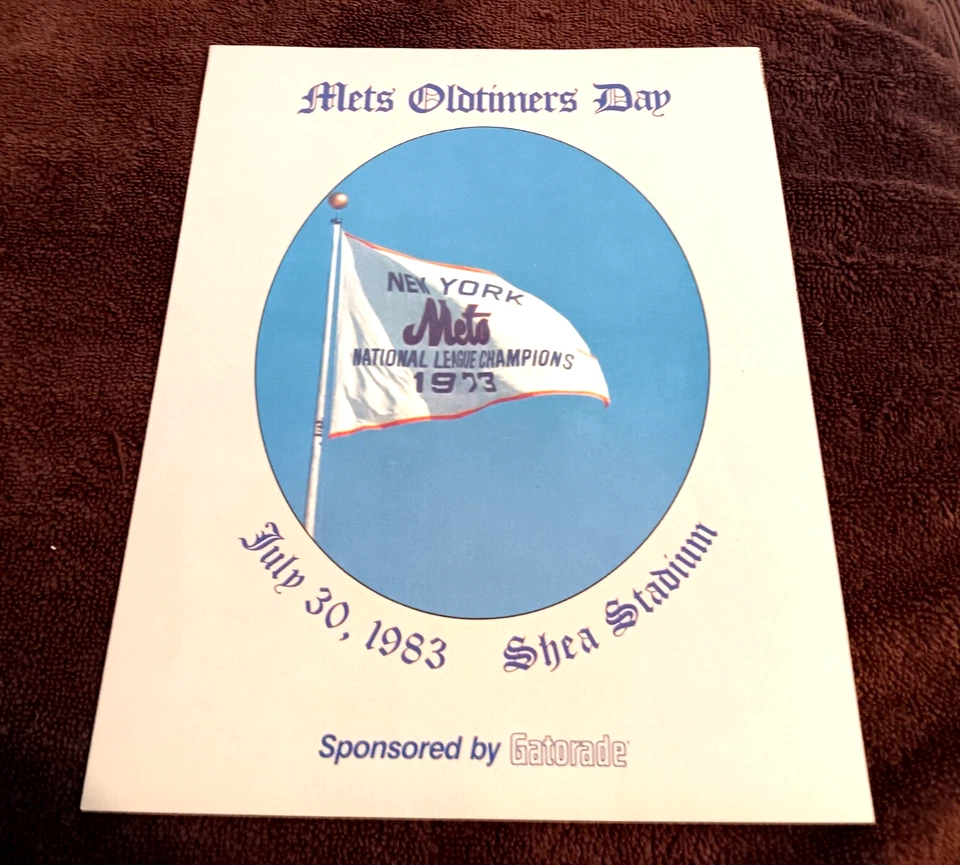 Mets Oldtimers Day
NEW YORK
Mets
NATIONAL LEAGUE CHAMPIONS
1973
July 30, 1983 Shea Stadium
Sponsored by Gatorade